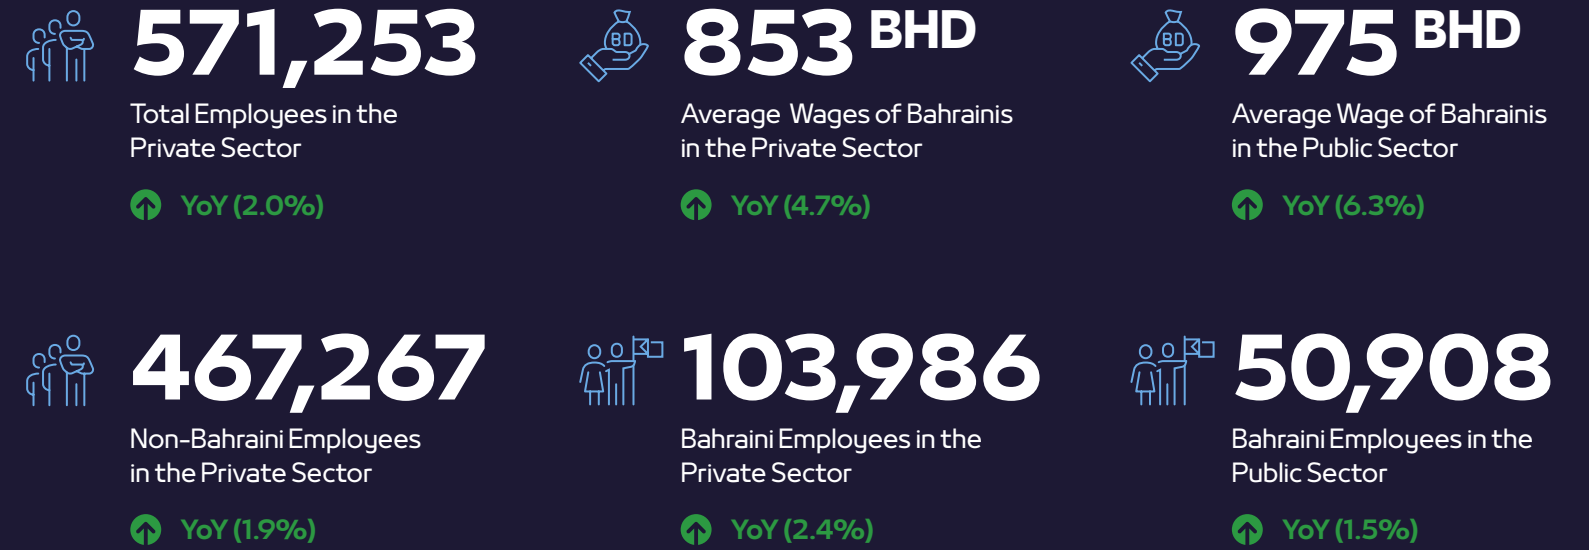 571,253
Total Employees in the
Private Sector
YoY (2.0%)
BD
853 BHD
Average Wages of Bahrainis
in the Private Sector
YoY (4.7%)
BD
975 BHD
Average Wage of Bahrainis
in the Public Sector
YoY (6.3%)
467,267
Non-Bahraini Employees
in the Private Sector
YoY (1.9%)
103,986
Bahraini Employees in the
Private Sector
YoY (2.4%)
50,908
Bahraini Employees in the
Public Sector
YoY (1.5%)